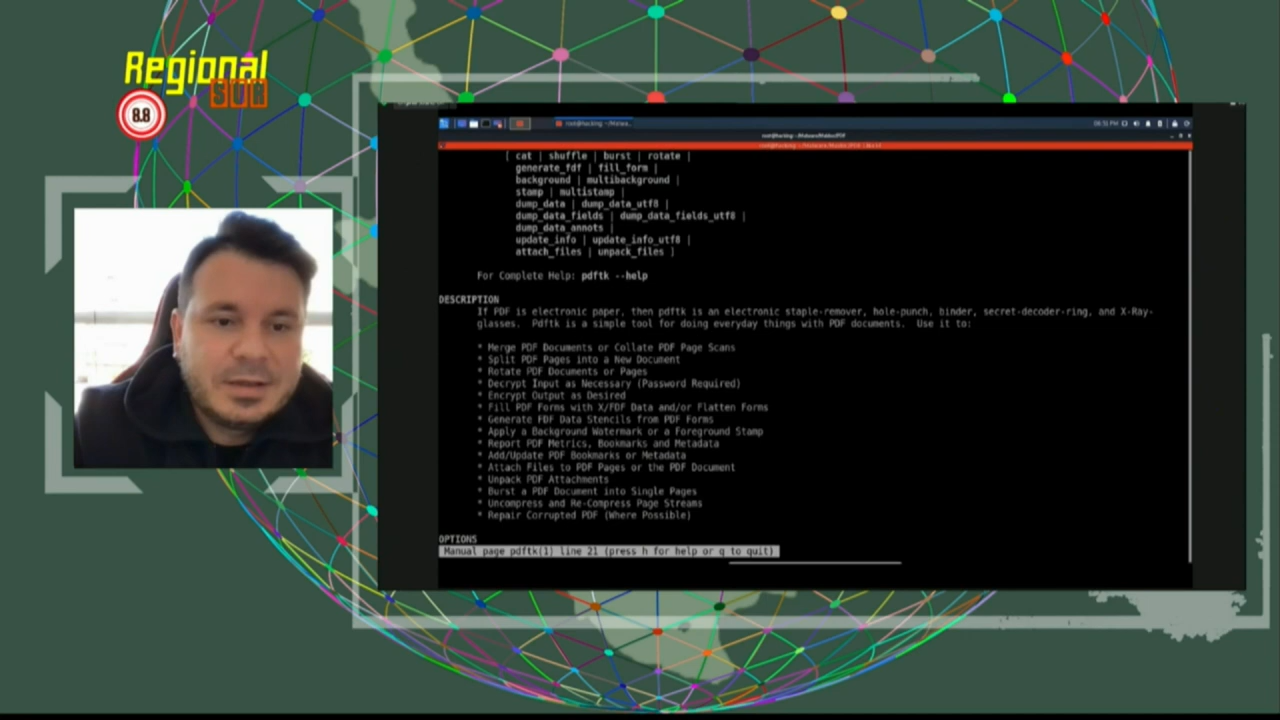 Regional
SUR
8.8
[ cat | shuffle | burst | rotate |
generate_fdf | fill_form |
background | multibackground |
stamp | multistamp |
dump_data | dump_data_utf8 |
dump_data_fields | dump_data_fields_utf8 |
dump_data_annots |
update_info | update_info_utf8 |
attach_files | unpack_files ]
For Complete Help: pdftk --help
DESCRIPTION
If PDF is electronic paper, then pdftk is an electronic staple-remover, hole-punch, binder, secret-decoder-ring, and X-Ray-
glasses. Pdftk is a simple tool for doing everyday things with PDF documents. Use it to:
* Merge PDF Documents or Collate PDF Page Scans
* Split PDF Pages into a New Document
* Rotate PDF Documents or Pages
* Decrypt Input as Necessary (Password Required)
* Encrypt Output as Desired
* Fill PDF Forms with X/FDF Data and/or Flatten Forms
* Generate FDF Data Stencils from PDF Forms
* Apply a Background Watermark or a Foreground Stamp
* Report PDF Metrics, Bookmarks and Metadata
* Add/Update PDF Bookmarks or Metadata
* Attach Files to PDF Pages or the PDF Document
* Unpack PDF Attachments
* Burst a PDF Document into Single Pages
* Uncompress and Re-Compress Page Streams
* Repair Corrupted PDF (Where Possible)
OPTIONS
Manual page pdftk(1) line 21 (press h for help or q to quit)